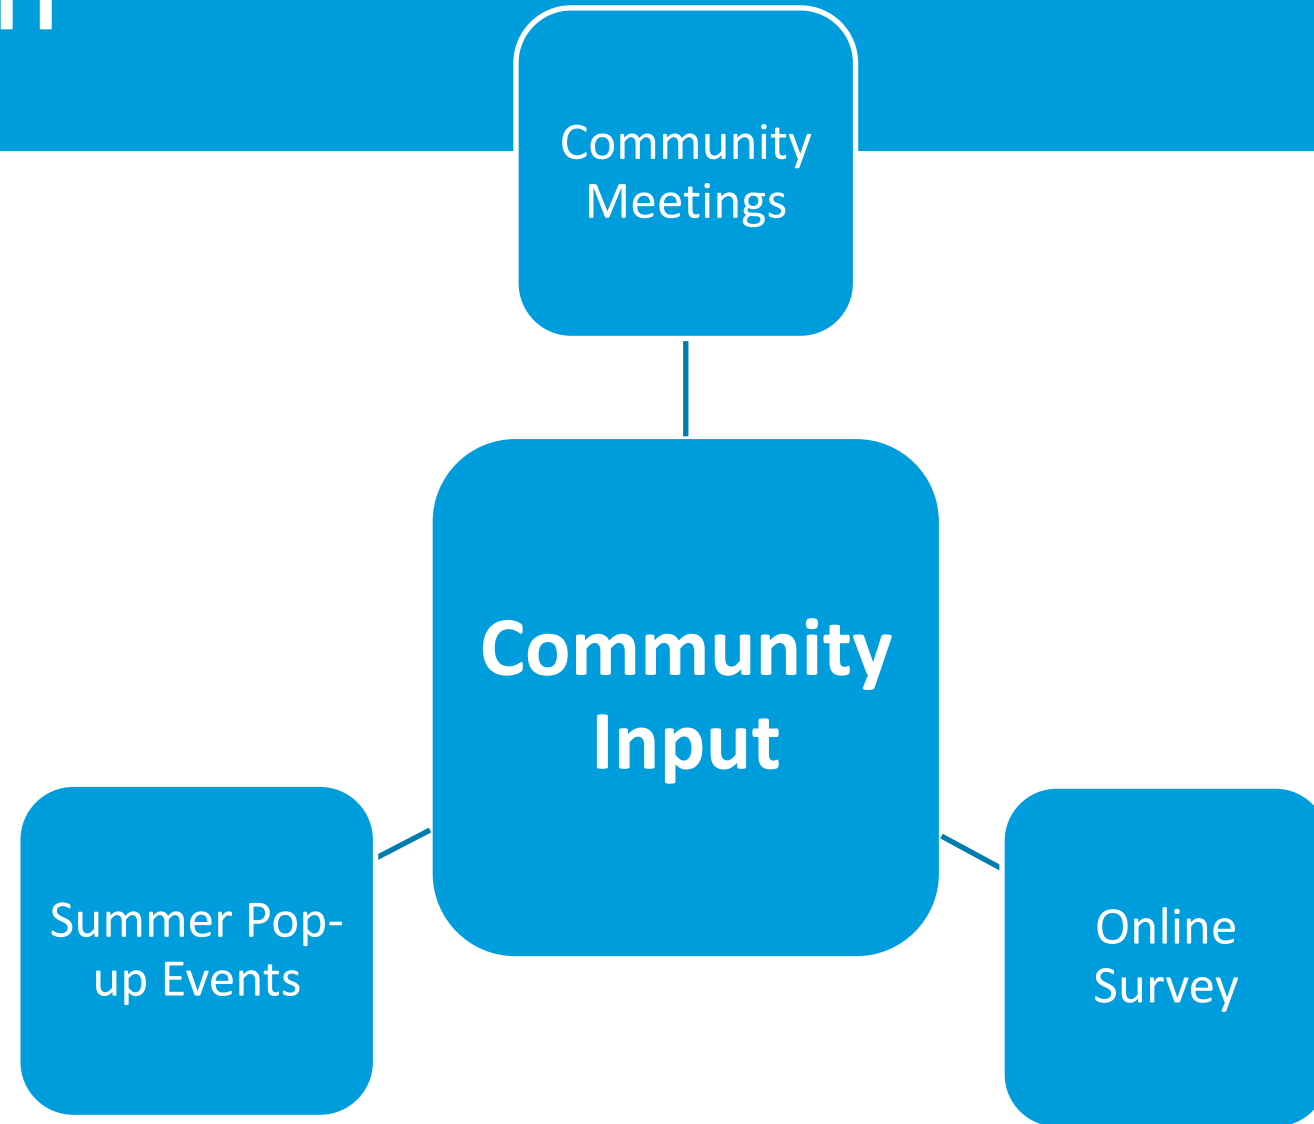 Community
Meetings
Community
Input
Summer Pop-
up Events
Online
Survey